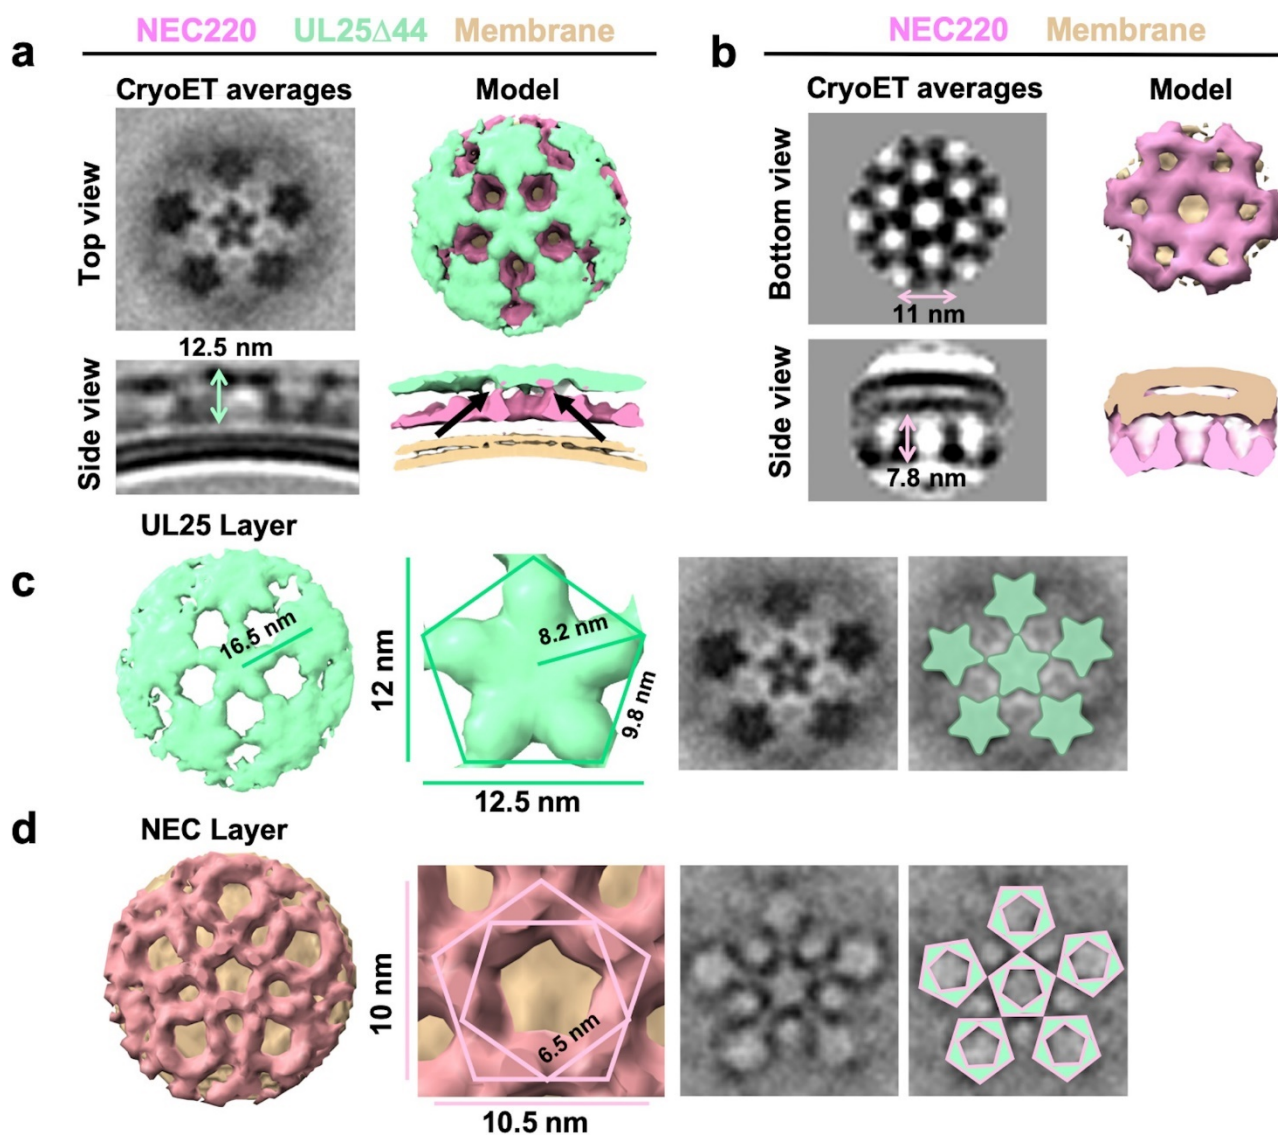 a
NEC220 UL25Δ44 Membrane
CryoET averages Model
Top view
12.5 nm
Side view
b
NEC220 Membrane
CryoET averages Model
Bottom view
11 nm
Side view
7.8 nm
c
UL25 Layer
16.5 nm
12 nm
8.2 nm
9.8 nm
12.5 nm
d
NEC Layer
10 nm
6.5 nm
10.5 nm